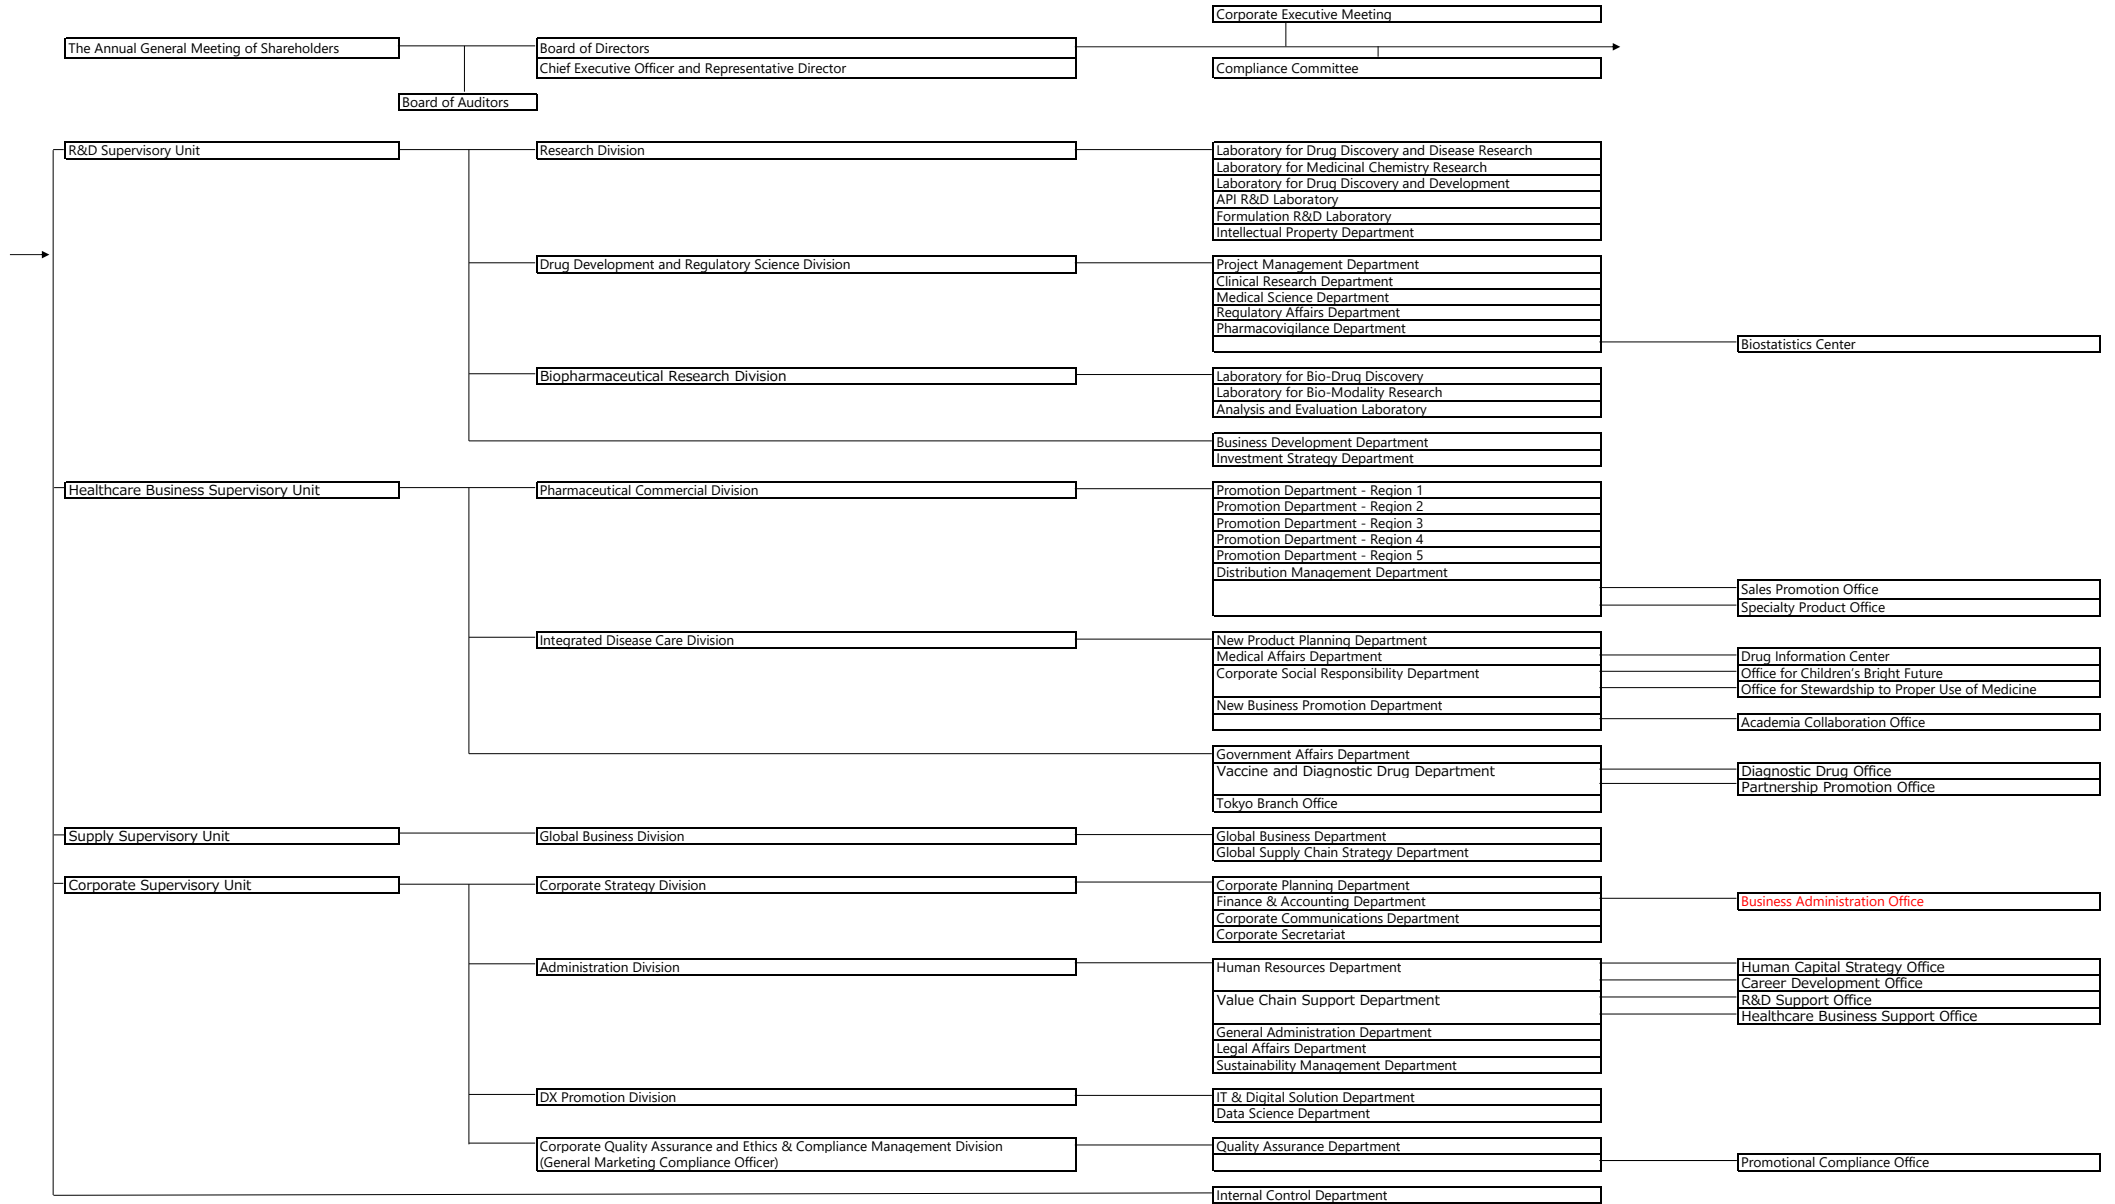 Corporate Executive Meeting
The Annual General Meeting of Shareholders
Board of Directors
Chief Executive Officer and Representative Director
Compliance Committee
Board of Auditors
R&D Supervisory Unit
Research Division
Laboratory for Drug Discovery and Disease Research
Laboratory for Medicinal Chemistry Research
Laboratory for Drug Discovery and Development
API R&D Laboratory
Formulation R&D Laboratory
Intellectual Property Department
Drug Development and Regulatory Science Division
Project Management Department
Clinical Research Department
Medical Science Department
Regulatory Affairs Department
Pharmacovigilance Department
Biostatistics Center
Biopharmaceutical Research Division
Laboratory for Bio-Drug Discovery
Laboratory for Bio-Modality Research
Analysis and Evaluation Laboratory
Business Development Department
Investment Strategy Department
Healthcare Business Supervisory Unit
Pharmaceutical Commercial Division
Promotion Department - Region 1
Promotion Department - Region 2
Promotion Department - Region 3
Promotion Department - Region 4
Promotion Department - Region 5
Distribution Management Department
Sales Promotion Office
Specialty Product Office
Integrated Disease Care Division
New Product Planning Department
Medical Affairs Department
Drug Information Center
Corporate Social Responsibility Department
Office for Children's Bright Future
Office for Stewardship to Proper Use of Medicine
New Business Promotion Department
Academia Collaboration Office
Government Affairs Department
Vaccine and Diagnostic Drug Department
Diagnostic Drug Office
Partnership Promotion Office
Tokyo Branch Office
Supply Supervisory Unit
Global Business Division
Global Business Department
Global Supply Chain Strategy Department
Corporate Supervisory Unit
Corporate Strategy Division
Corporate Planning Department
Finance & Accounting Department
Business Administration Office
Corporate Communications Department
Corporate Secretariat
Administration Division
Human Resources Department
Human Capital Strategy Office
Career Development Office
Value Chain Support Department
R&D Support Office
Healthcare Business Support Office
General Administration Department
Legal Affairs Department
Sustainability Management Department
DX Promotion Division
IT & Digital Solution Department
Data Science Department
Corporate Quality Assurance and Ethics & Compliance Management Division
(General Marketing Compliance Officer)
Quality Assurance Department
Promotional Compliance Office
Internal Control Department